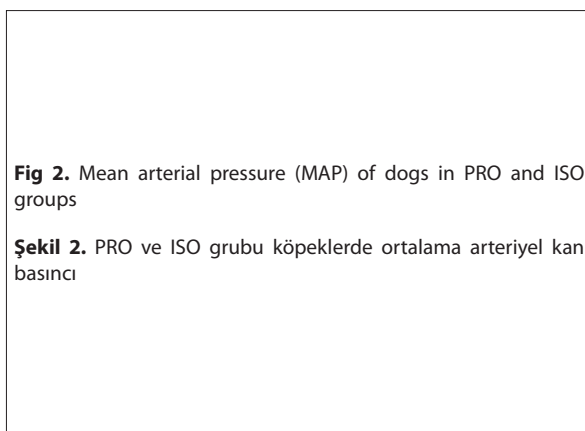 Fig 2. Mean arterial pressure (MAP) of dogs in PRO and ISO
groups
Şekil 2. PRO ve ISO grubu köpeklerde ortalama arteriyel kan
basıncı